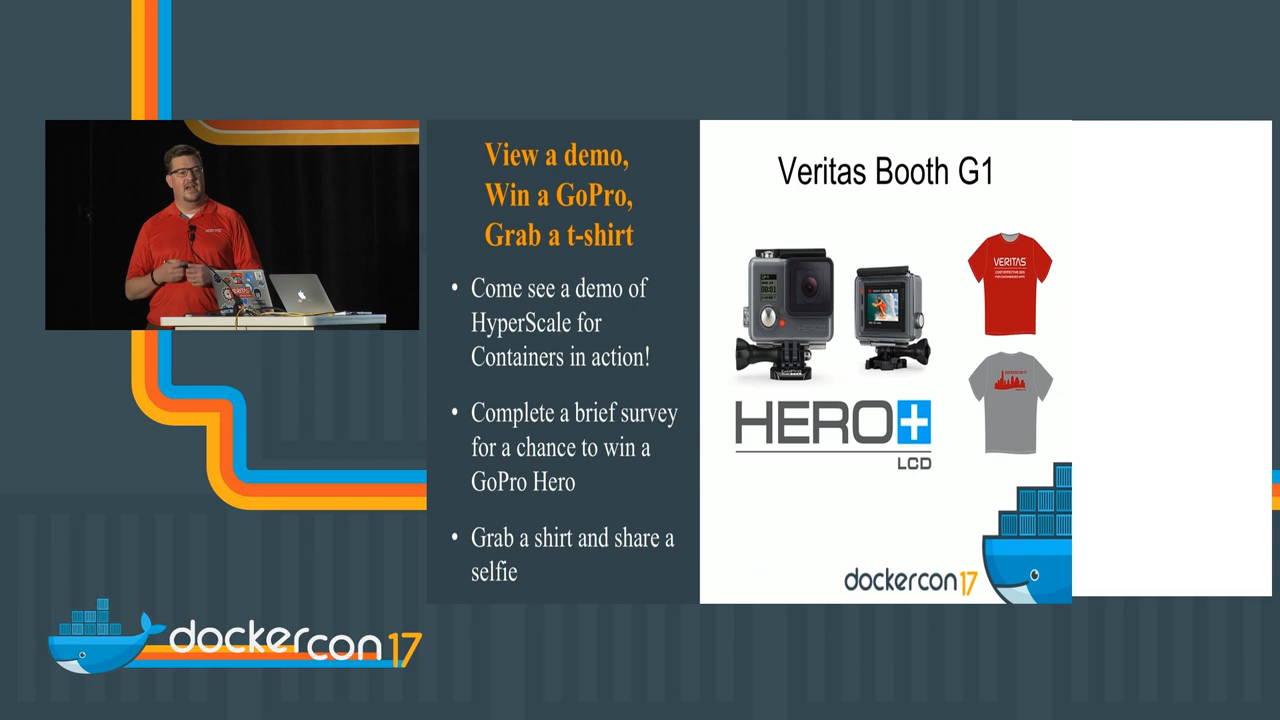 View a demo,
Win a GoPro,
Grab a t-shirt
• Come see a demo of
HyperScale for
Containers in action!
• Complete a brief survey
for a chance to win a
GoPro Hero
• Grab a shirt and share a
selfie
Veritas Booth G1
VERITAS
HERO+
LCD
dockercon17
dockercon17